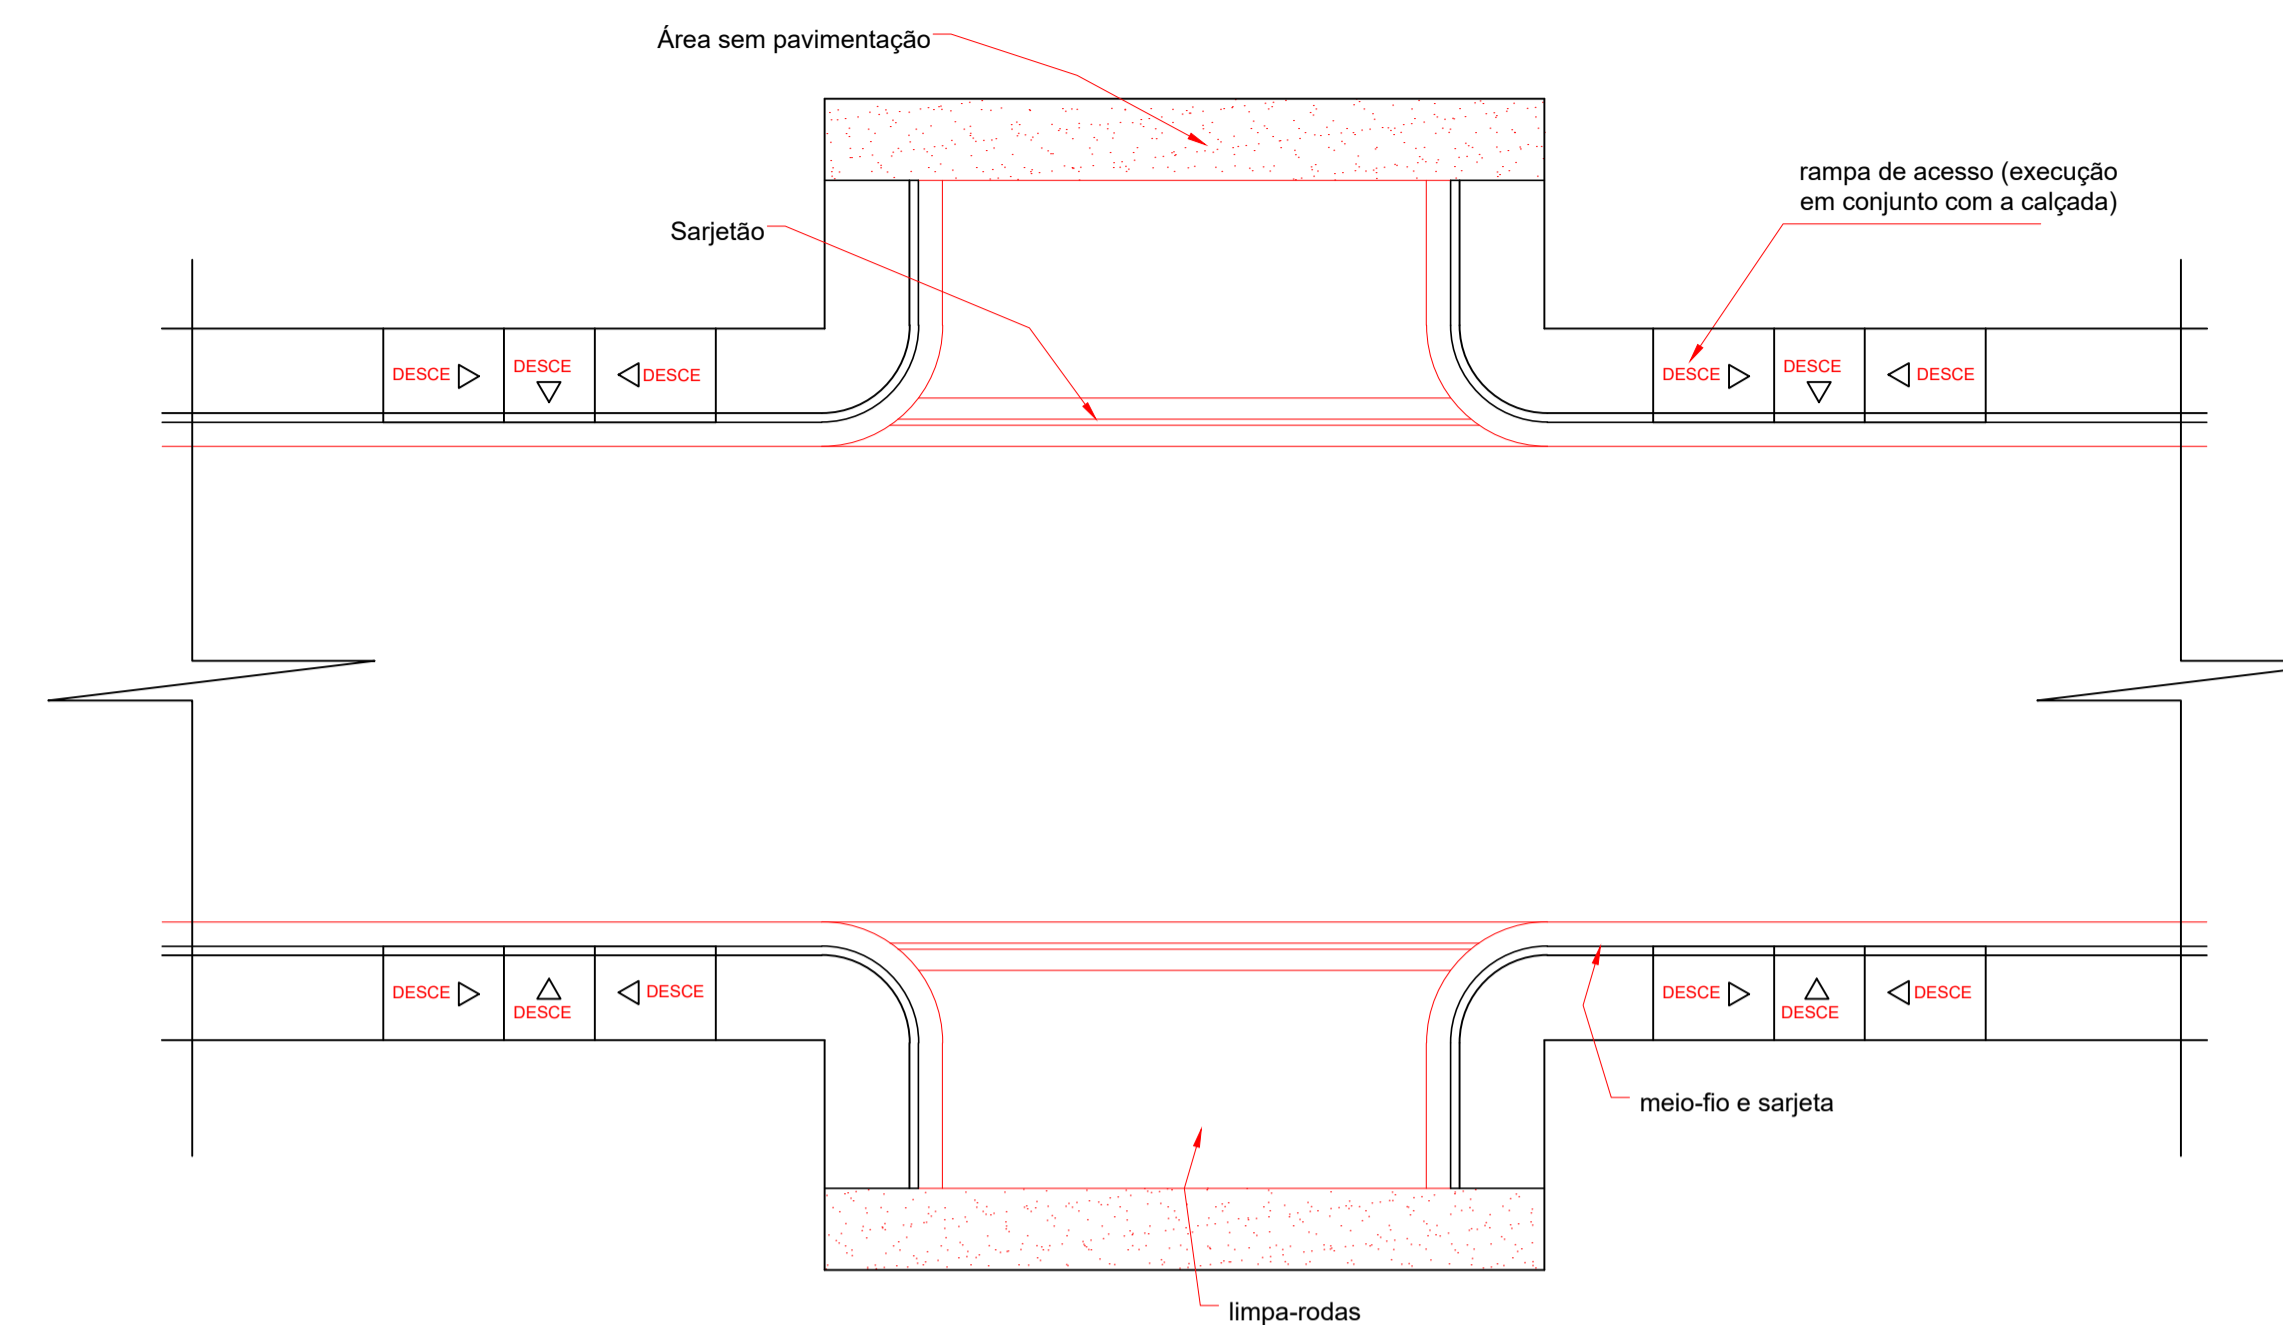 Área sem pavimentação
rampa de acesso (execução
em conjunto com a calçada)
Sarjetão
DESCE
DESCE
DESCE
DESCE
DESCE
DESCE
DESCE
DESCE
DESCE
DESCE
DESCE
DESCE
meio-fio e sarjeta
limpa-rodas